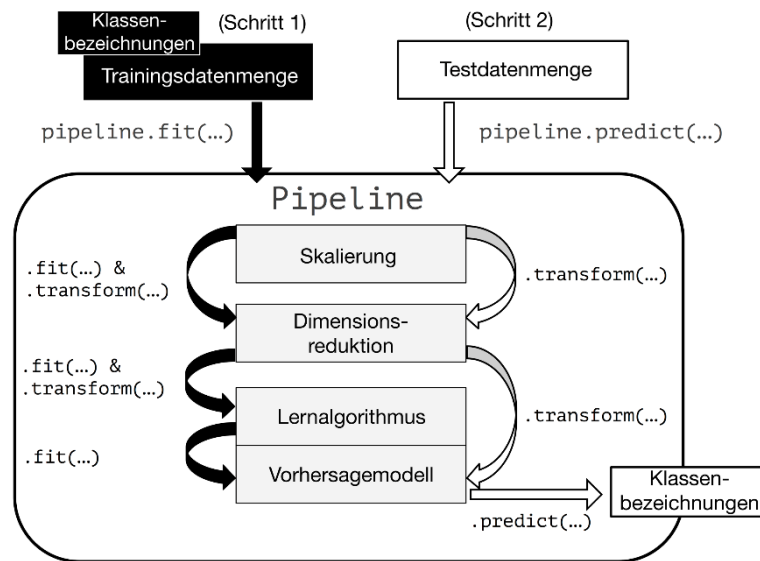 Klassen-
bezeichnungen
(Schritt 1)
Trainingsdatenmenge
(Schritt 2)
Testdatenmenge
pipeline.fit(…)
pipeline.predict(…)
Pipeline
Skalierung
.fit(…) &
.transform(…)
.transform(…)
Dimensions-
reduktion
.fit(…) &
.transform(…)
Lernalgorithmus
.transform(…)
.fit(…)
Vorhersagemodell
.predict(…)
Klassen-
bezeichnungen